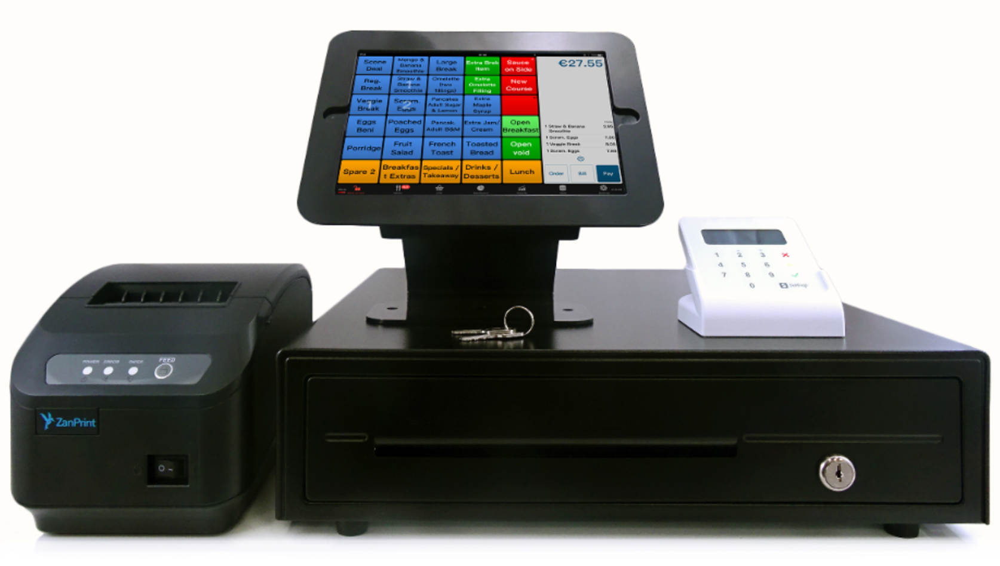 Scone
Deal
Mango &
Banana
Smoothie
Large
Break
Extra Brek
Item
Sauce
on Side
€27.55
Reg.
Break
Straw &
Banana
Smoothie
1
Omelette
(two
fillings)
Extra
Omelette
Filling
New
Course
Veggie
Break
1
Scram.
Eggs
2
Pancakes
Adult Sugar
& Lemon
Extra
Maple
Syrup
Eggs
Beni
Poached
Eggs
Pancak.
Adult B&M
Extra Jam/
Cream
Open
Breakfast
1 Straw & Banana
Smoothie
1 Scram. Eggs
1 Veggie Break
1 Scram. Eggs
Porridge
Fruit
Salad
French
Toast
Toasted
Bread
Open
void
Spare 2
Breakfas
t Extras
Specials /
Takeaway
Drinks /
Desserts
Lunch
Order
Bill
Pay
1 2 3
4 5 6
7 8 9
0
SumUp
POWER ERROR PAPER FEED
ZanPrint